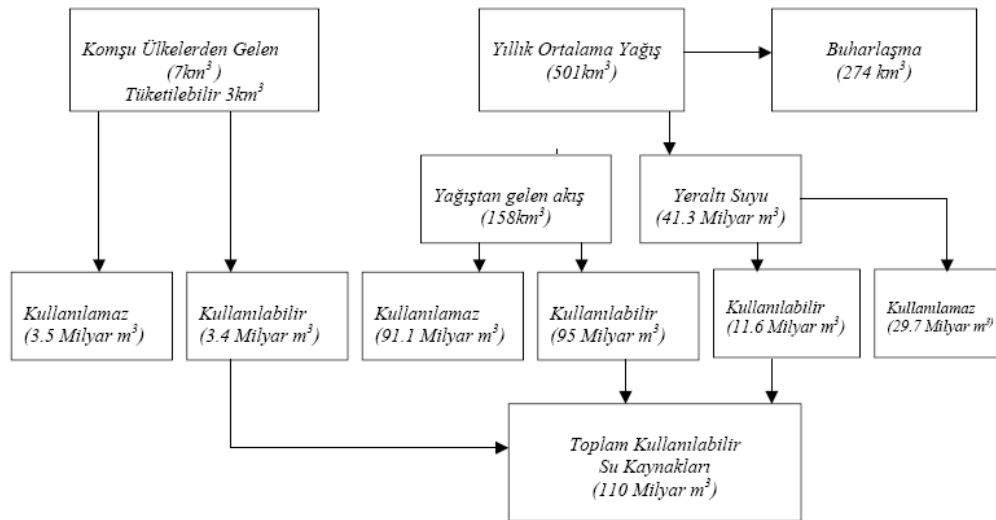 Komşu Ülkelerden Gelen
(7km³ )
Tüketilebilir 3km³
Yıllık Ortalama Yağış
(501km³)
Buharlaşma
(274 km³)
Yağıştan gelen akış
(158km³)
Yeraltı Suyu
(41.3 Milyar m³)
Kullanılamaz
(3.5 Milyar m³)
Kullanılabilir
(3.4 Milyar m³)
Kullanılamaz
(91.1 Milyar m³)
Kullanılabilir
(95 Milyar m³)
Kullanılabilir
(11.6 Milyar m³)
Kullanılamaz
(29.7 Milyar m³)
Toplam Kullanılabilir
Su Kaynakları
(110 Milyar m³)